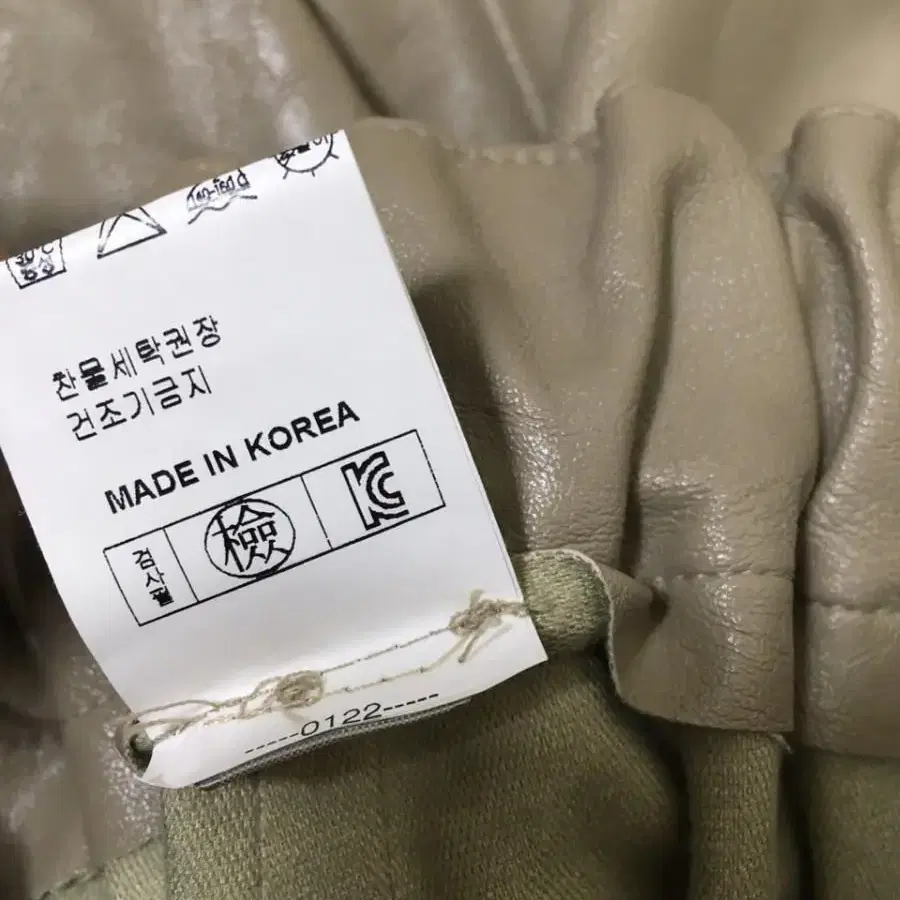 30℃ 중성 140-160℃
찬물세탁권장
건조기금지
MADE IN KOREA
검사필 檢 KC
-----0122-----